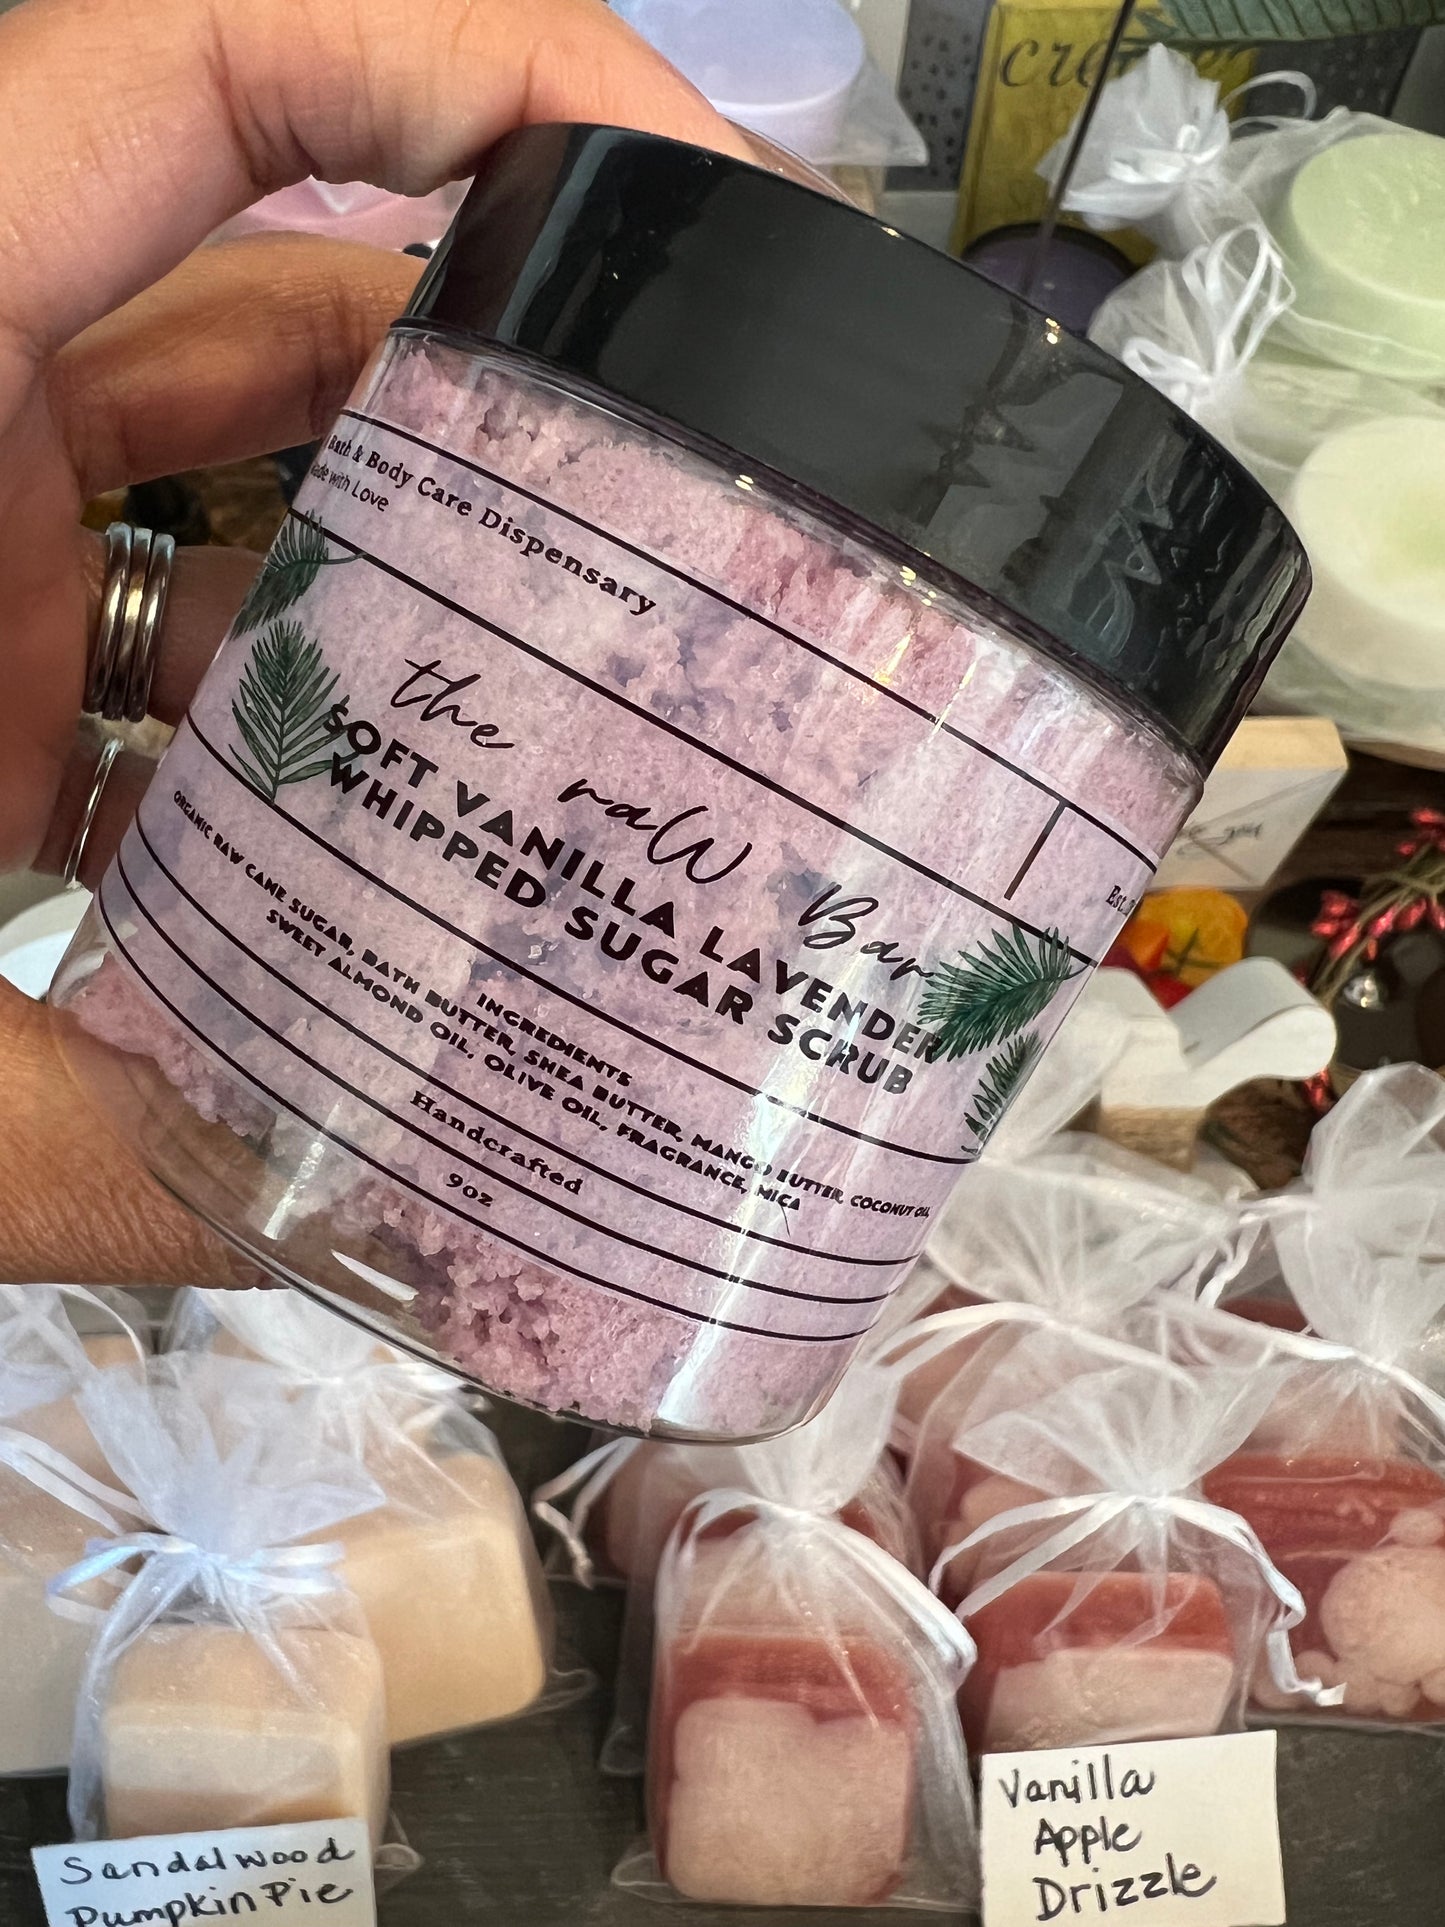 Bath & Body Care Dispensary
Made with Love
Est.
the raW Bar
SOFT VANILLA LAVENDER
WHIPPED SUGAR SCRUB
INGREDIENTS
ORGANIC RAW CANE SUGAR, BATH BUTTER, SHEA BUTTER, MANGO BUTTER, COCONUT OIL,
SWEET ALMOND OIL, OLIVE OIL, FRAGRANCE, MICA
Handcrafted
9oz
Sandalwood
Pumpkin Pie
Vanilla
Apple
Drizzle